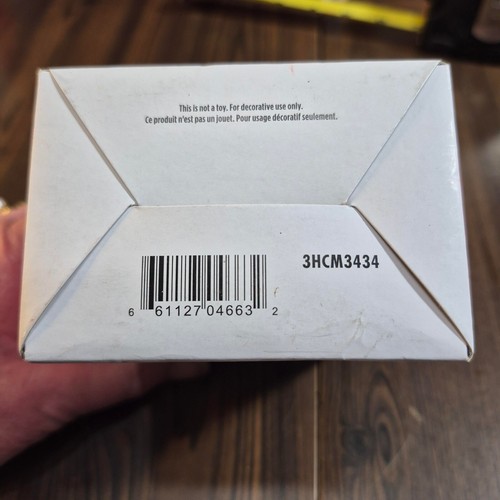 This is not a toy. For decorative use only.
Ce produit n'est pas un jouet. Pour usage décoratif seulement.
3HCM3434
6 61127 04663 2